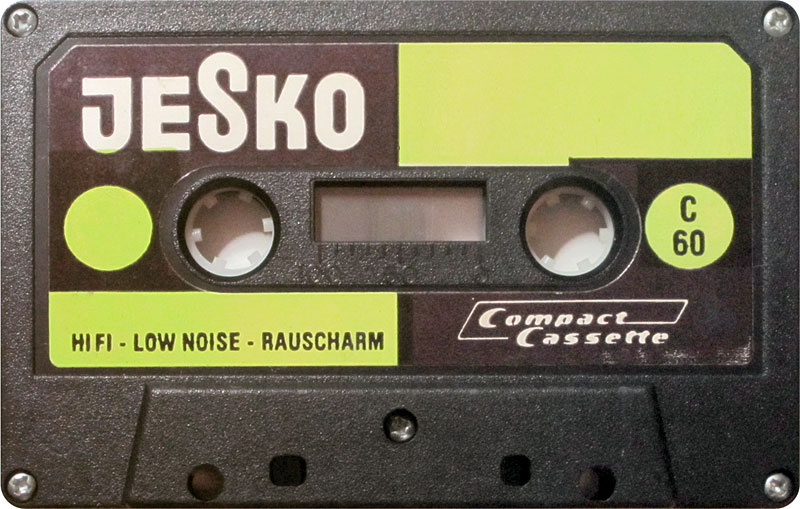 JESKO
C
60
HI FI - LOW NOISE - RAUSCHARM
Compact
Cassette